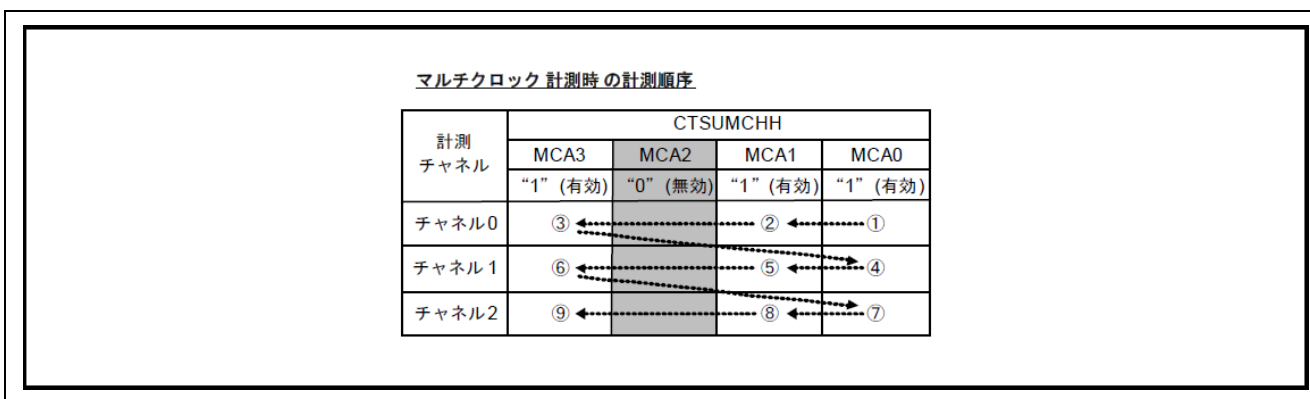 マルチクロック 計測時 の計測順序
計測
チャネル
CTSUMCHH
MCA3 MCA2 MCA1 MCA0
“1” (有効) “0” (無効) “1” (有効) “1” (有効)
チャネル0 ③ ② ①
チャネル1 ⑥ ⑤ ④
チャネル2 ⑨ ⑧ ⑦